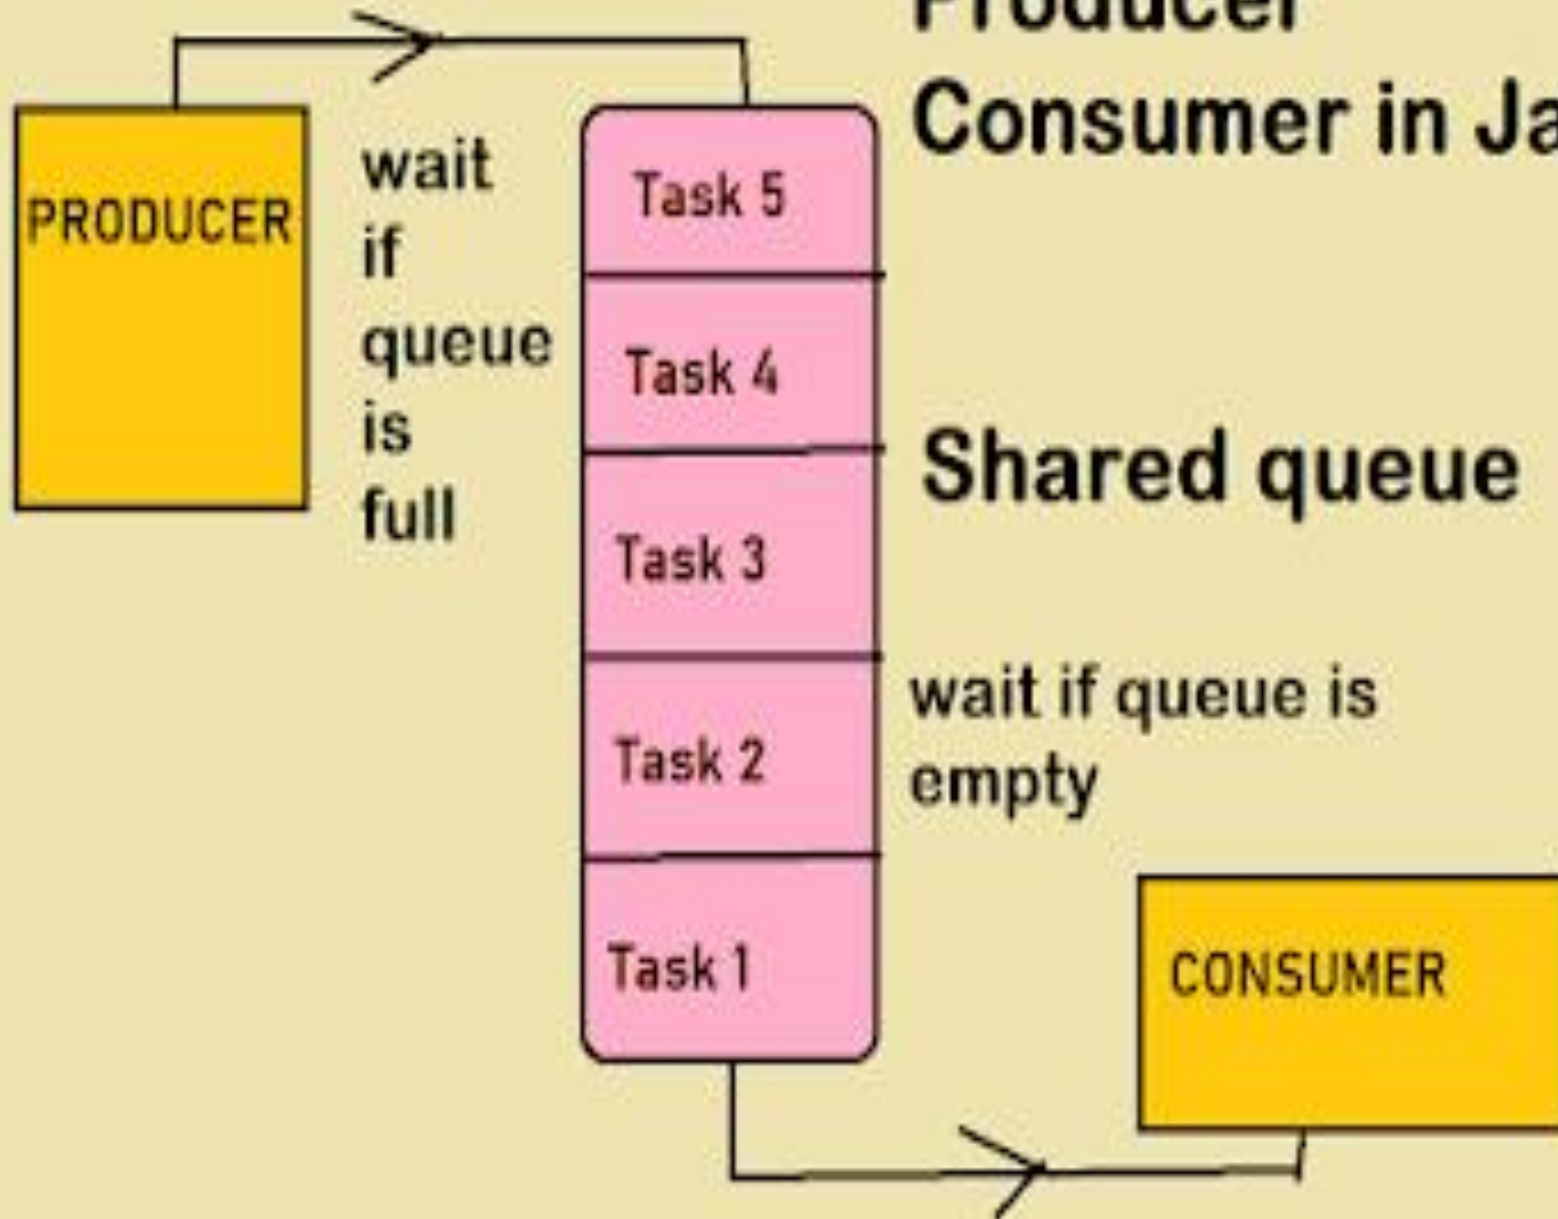 Producer
Consumer in Ja
PRODUCER
wait
if
queue
is
full
Task 5
Task 4
Task 3
Task 2
Task 1
Shared queue
wait if queue is
empty
CONSUMER